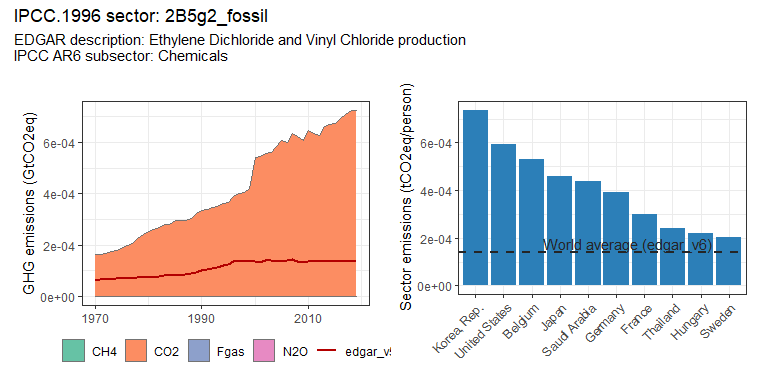 IPCC.1996 sector: 2B5g2_fossil
EDGAR description: Ethylene Dichloride and Vinyl Chloride production
IPCC AR6 subsector: Chemicals
GHG emissions (GtCO2eq)
6e-04
4e-04
2e-04
0e+00
1970
1990
2010
CH4
CO2
Fgas
N2O
edgar_v5
Sector emissions (tCO2eq/person)
6e-04
4e-04
2e-04
0e+00
World average (edgar_v6)
Korea, Rep.
United States
Belgium
Japan
Saudi Arabia
Germany
France
Thailand
Hungary
Sweden